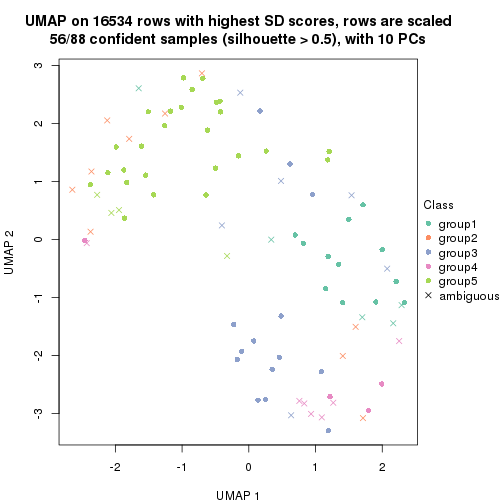 UMAP on 16534 rows with highest SD scores, rows are scaled
56/88 confident samples (silhouette > 0.5), with 10 PCs
3
2
1
0
-1
-2
-3
UMAP 2
-2
-1
0
1
2
UMAP 1
Class
group1
group2
group3
group4
group5
ambiguous